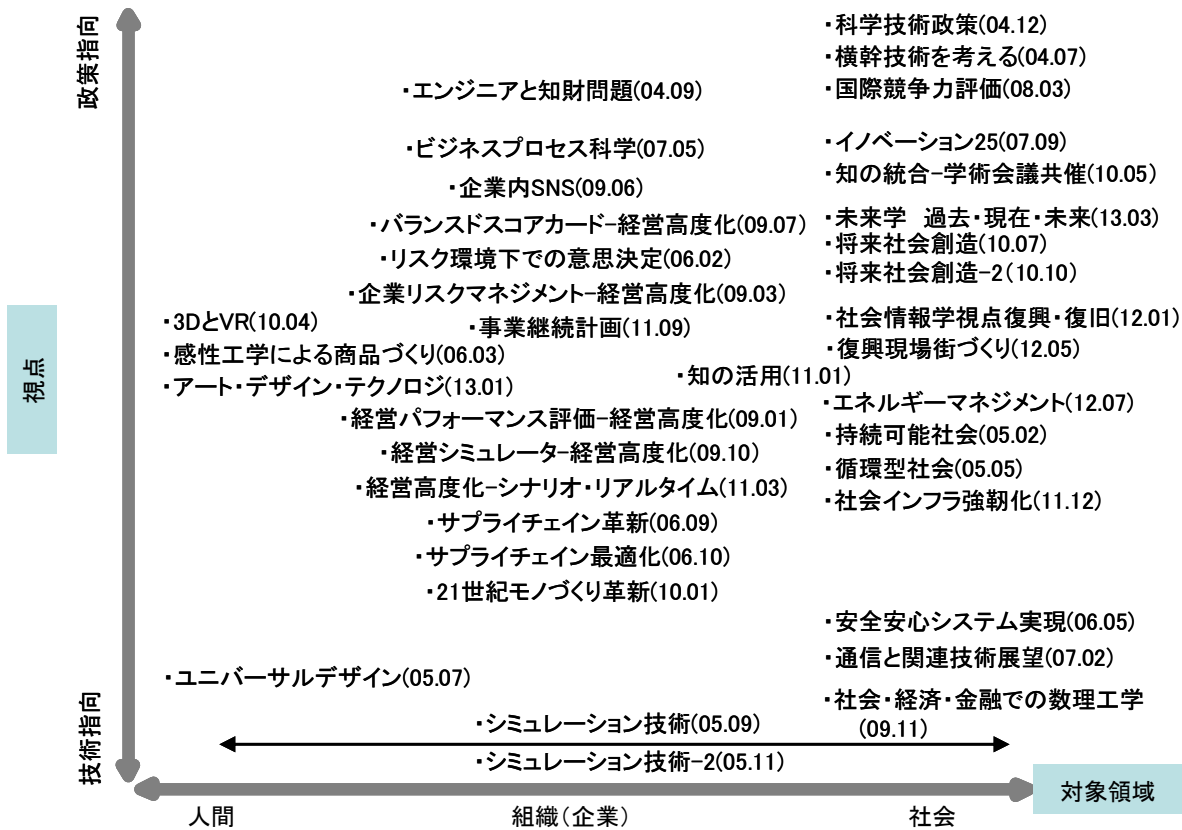 政策指向
・科学技術政策(04.12)
・横幹技術を考える(04.07)
・エンジニアと知財問題(04.09)
・国際競争力評価(08.03)
・ビジネスプロセス科学(07.05)
・イノベーション25(07.09)
・企業内SNS(09.06)
・知の統合-学術会議共催(10.05)
・バランスドスコアカード-経営高度化(09.07)
・未来学　過去・現在・未来(13.03)
・リスク環境下での意思決定(06.02)
・将来社会創造(10.07)
・将来社会創造-2(10.10)
・企業リスクマネジメント-経営高度化(09.03)
・3DとVR(10.04)
・事業継続計画(11.09)
・社会情報学視点復興・復旧(12.01)
・感性工学による商品づくり(06.03)
・復興現場街づくり(12.05)
視点
・アート・デザイン・テクノロジ(13.01)
・知の活用(11.01)
・エネルギーマネジメント(12.07)
・経営パフォーマンス評価-経営高度化(09.01)
・持続可能社会(05.02)
・経営シミュレータ-経営高度化(09.10)
・循環型社会(05.05)
・経営高度化-シナリオ・リアルタイム(11.03)
・社会インフラ強靭化(11.12)
・サプライチェイン革新(06.09)
・サプライチェイン最適化(06.10)
・21世紀モノづくり革新(10.01)
・安全安心システム実現(06.05)
・通信と関連技術展望(07.02)
・ユニバーサルデザイン(05.07)
技術指向
・社会・経済・金融での数理工学
(09.11)
・シミュレーション技術(05.09)
・シミュレーション技術-2(05.11)
対象領域
人間
組織(企業)
社会